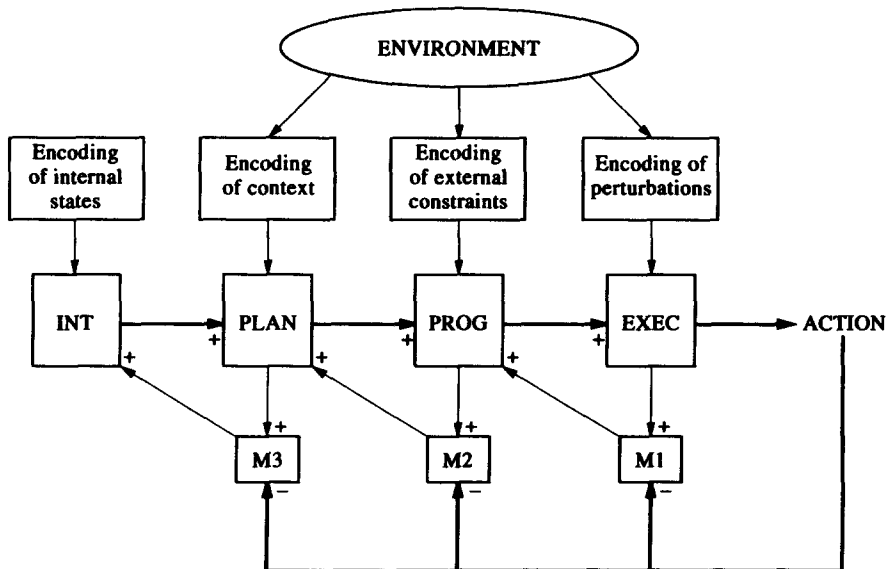 ENVIRONMENT
Encoding
of internal
states
Encoding
of context
Encoding
of external
constraints
Encoding of
perturbations
INT
PLAN
PROG
EXEC
ACTION
+
+
+
+
+
+
+
+
+
M3
M2
M1
−
−
−